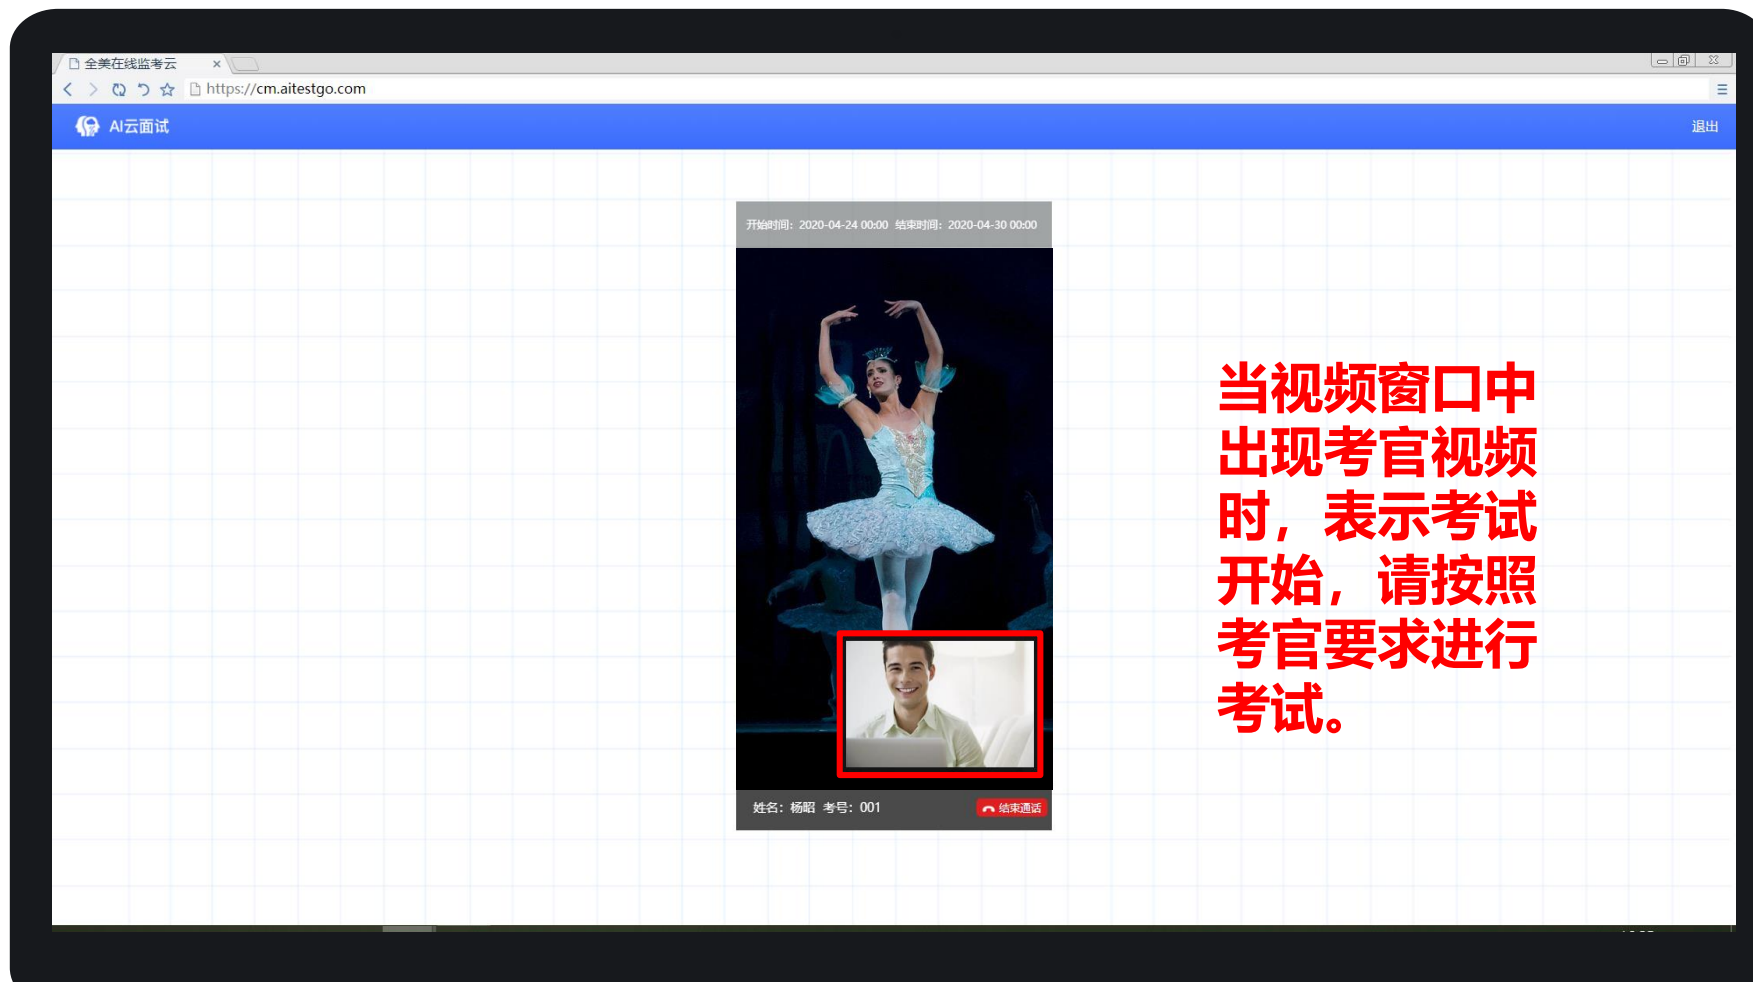 全美在线监考云
https://cm.aitestgo.com
AI云面试
退出
开始时间：2020-04-24 00:00 结束时间：2020-04-30 00:00
当视频窗口中
出现考官视频
时，表示考试
开始，请按照
考官要求进行
考试。
姓名：杨昭 考号：001
结束通话